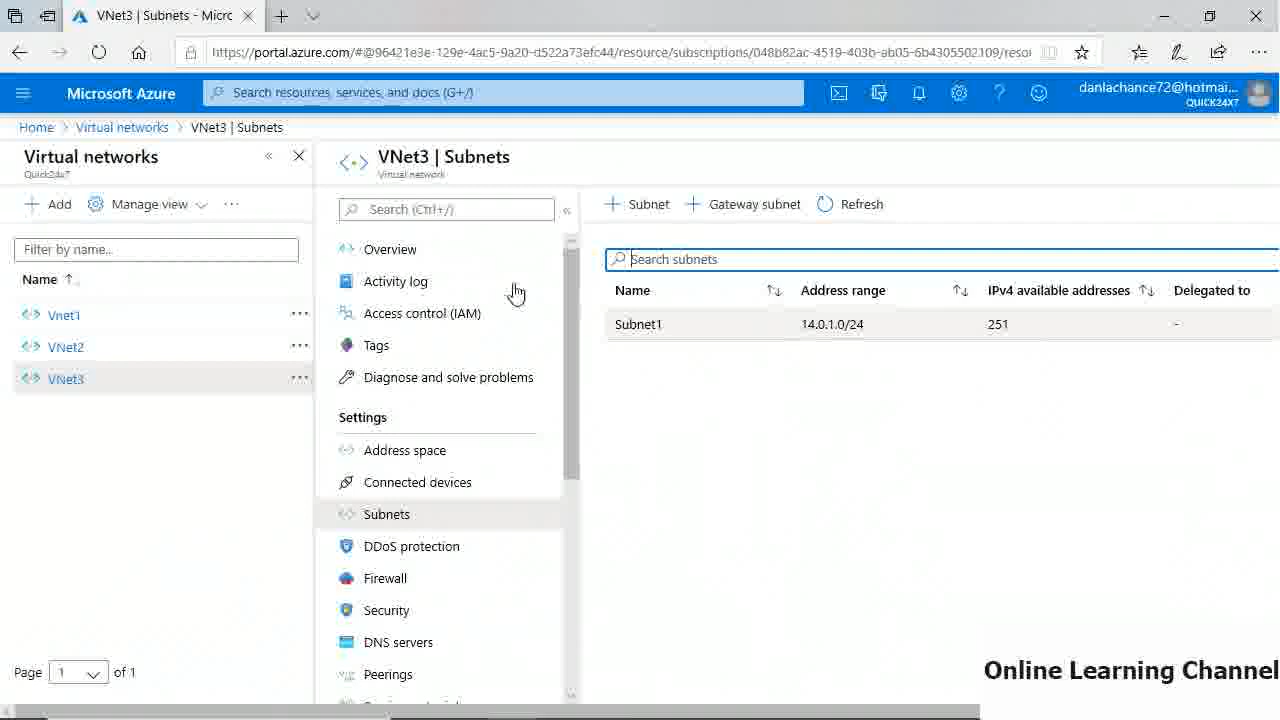 VNet3 | Subnets - Micro
https://portal.azure.com/#@96421e3e-129e-4ac5-9a20-d522a73efc44/resource/subscriptions/048b82ac-4519-403b-ab05-6b4305502109/resou
Microsoft Azure
Search resources, services, and docs (G+/)
danlachance72@hotmai...
QUICK24X7
Home > Virtual networks > VNet3 | Subnets
Virtual networks
Quick24x7
VNet3 | Subnets
Virtual network
Add
Manage view
Search (Ctrl+/)
Subnet
Gateway subnet
Refresh
Filter by name...
Name
Vnet1
VNet2
VNet3
Page 1 of 1
Overview
Activity log
Access control (IAM)
Tags
Diagnose and solve problems
Settings
Address space
Connected devices
Subnets
DDoS protection
Firewall
Security
DNS servers
Peerings
Search subnets
Name Address range IPv4 available addresses Delegated to
Subnet1 14.0.1.0/24 251 -
Online Learning Channel